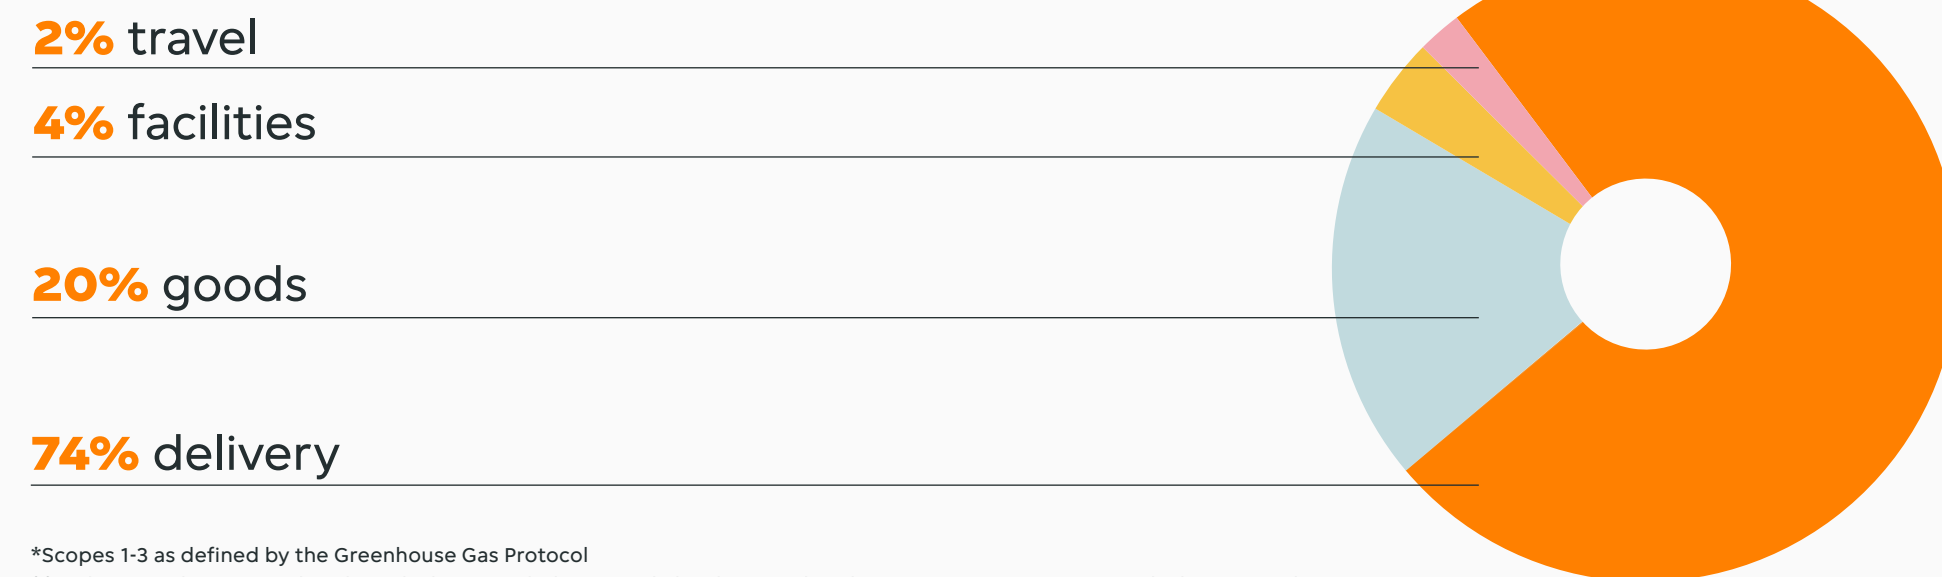 2% travel
4% facilities
20% goods
74% delivery
*Scopes 1-3 as defined by the Greenhouse Gas Protocol